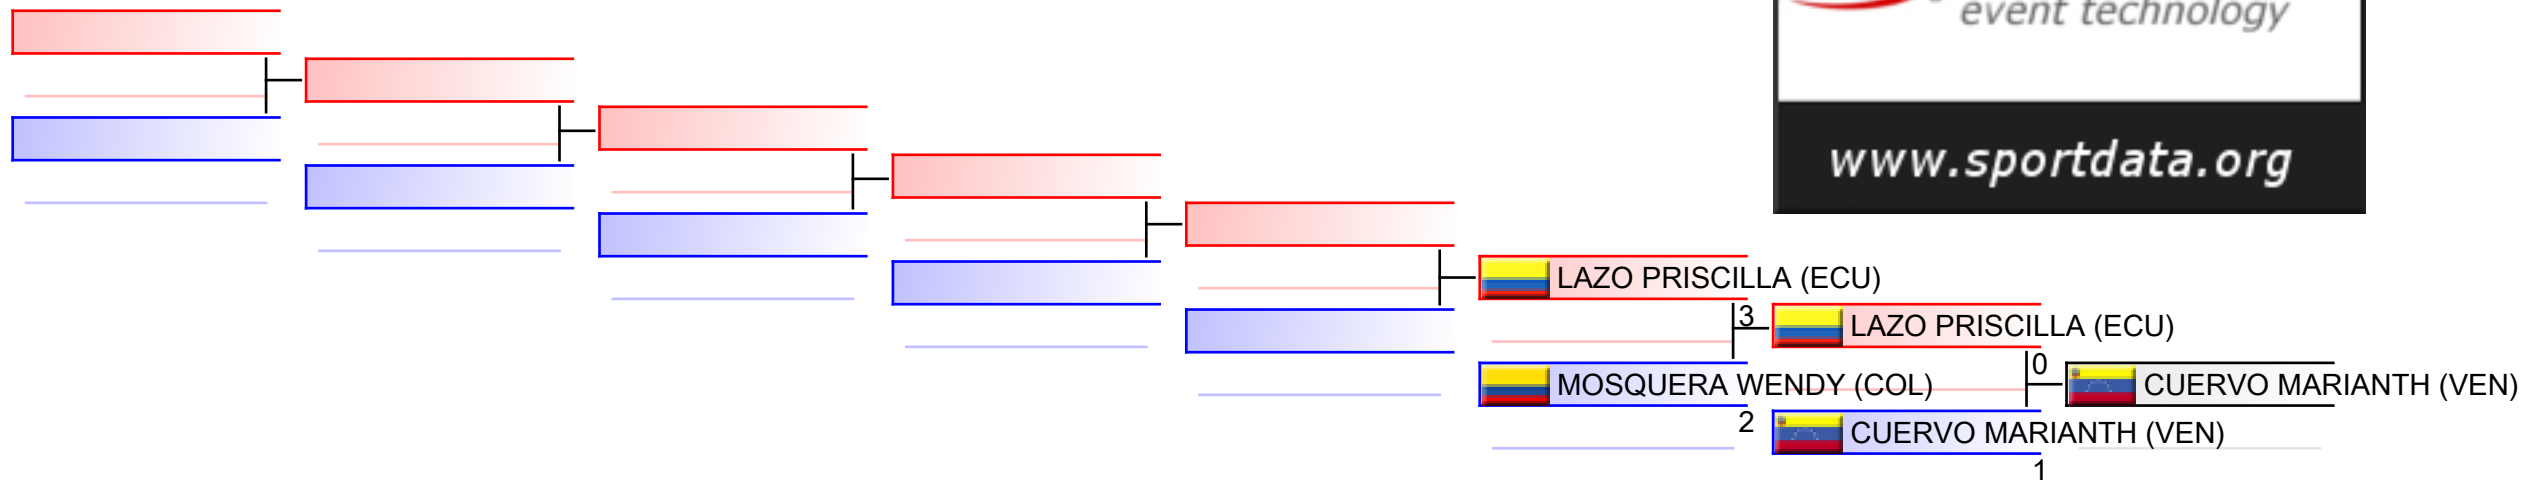 event technology
www.sportdata.org
LAZO PRISCILLA (ECU)
3
LAZO PRISCILLA (ECU)
0
MOSQUERA WENDY (COL)
CUERVO MARIANTH (VEN)
2
CUERVO MARIANTH (VEN)
1